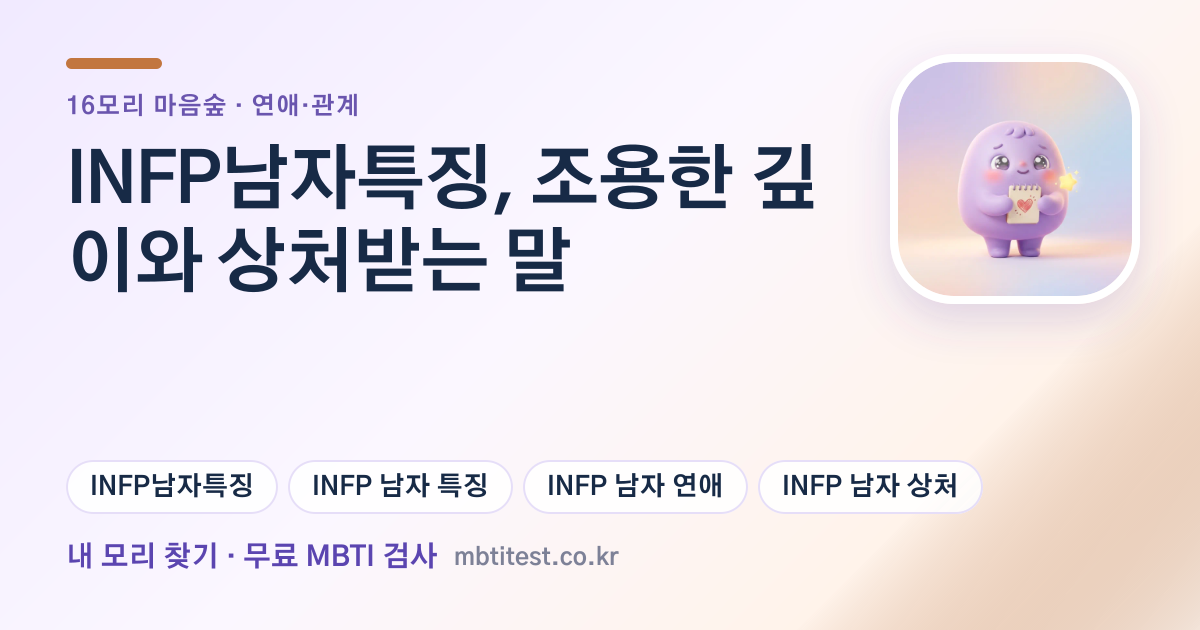 16모리 마음숲 · 연애·관계
INFP남자특징, 조용한 깊
이와 상처받는 말
INFP남자특징 INFP 남자 특징 INFP 남자 연애 INFP 남자 상처
내 모리 찾기 · 무료 MBTI 검사 mbtitest.co.kr